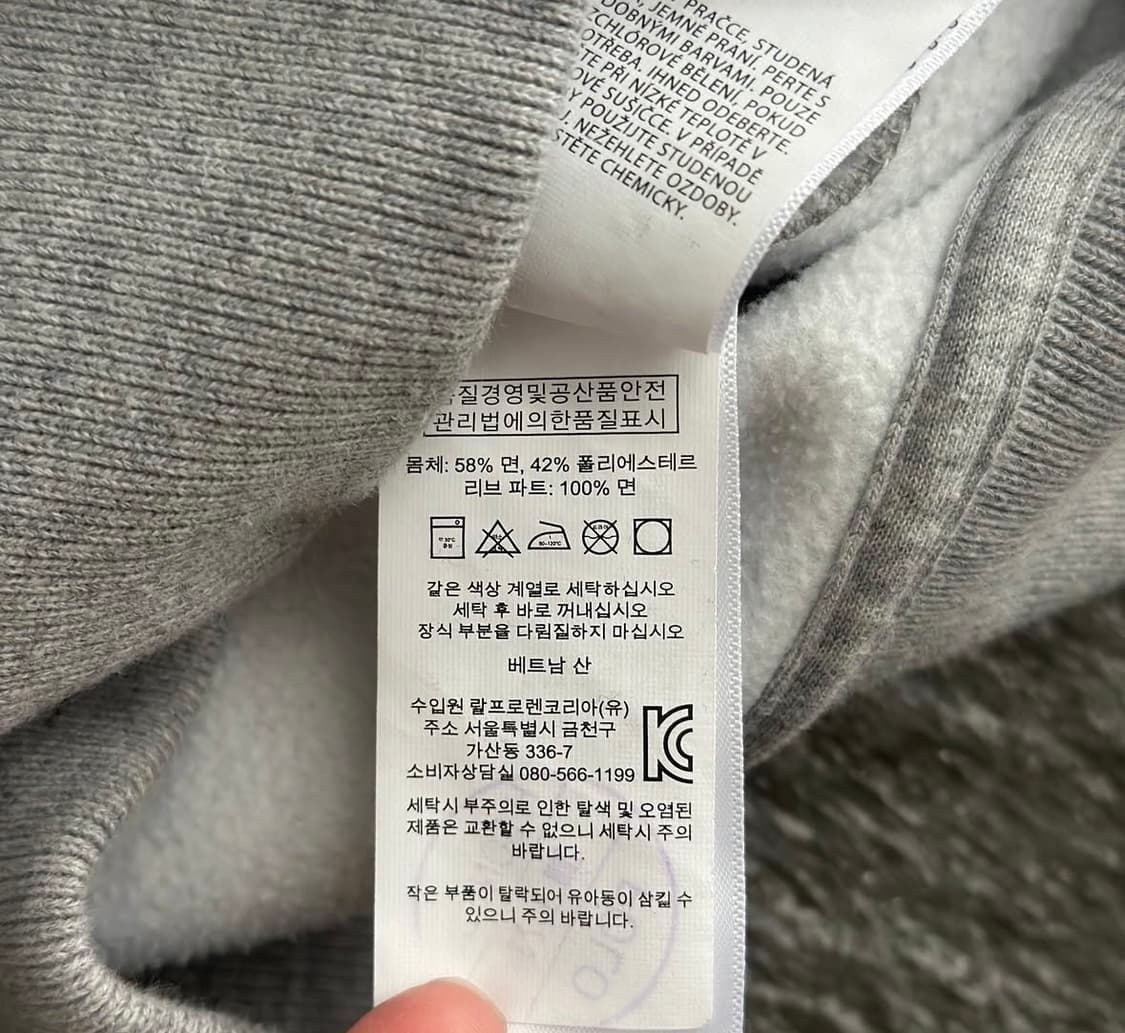 PRAČCE, STUDENÁ
JEMNÉ PRANÍ. PERTE S
DOBNÝMI BARVAMI. POUZE
CHLÓROVÉ BĚLENÍ, POKUD
OTREBA. IHNED ODEBERTE.
TE PŘI NÍZKÉ TEPLOTĚ V
OVÉ SUŠIČCE. V PŘÍPADĚ
Y POUŽIJTE STUDENOU
U. NEŽEHLETE OZDOBY.
STĚTE CHEMICKY.
질경영및공산품안전
관리법에의한품질표시
몸체: 58% 면, 42% 폴리에스테르
리브 파트: 100% 면
같은 색상 계열로 세탁하십시오
세탁 후 바로 꺼내십시오
장식 부분을 다림질하지 마십시오
베트남 산
수입원 랄프로렌코리아(유)
주소 서울특별시 금천구
가산동 336-7
소비자상담실 080-566-1199
세탁시 부주의로 인한 탈색 및 오염된
제품은 교환할 수 없으니 세탁시 주의
바랍니다.
작은 부품이 탈락되어 유아동이 삼킬 수
있으니 주의 바랍니다.